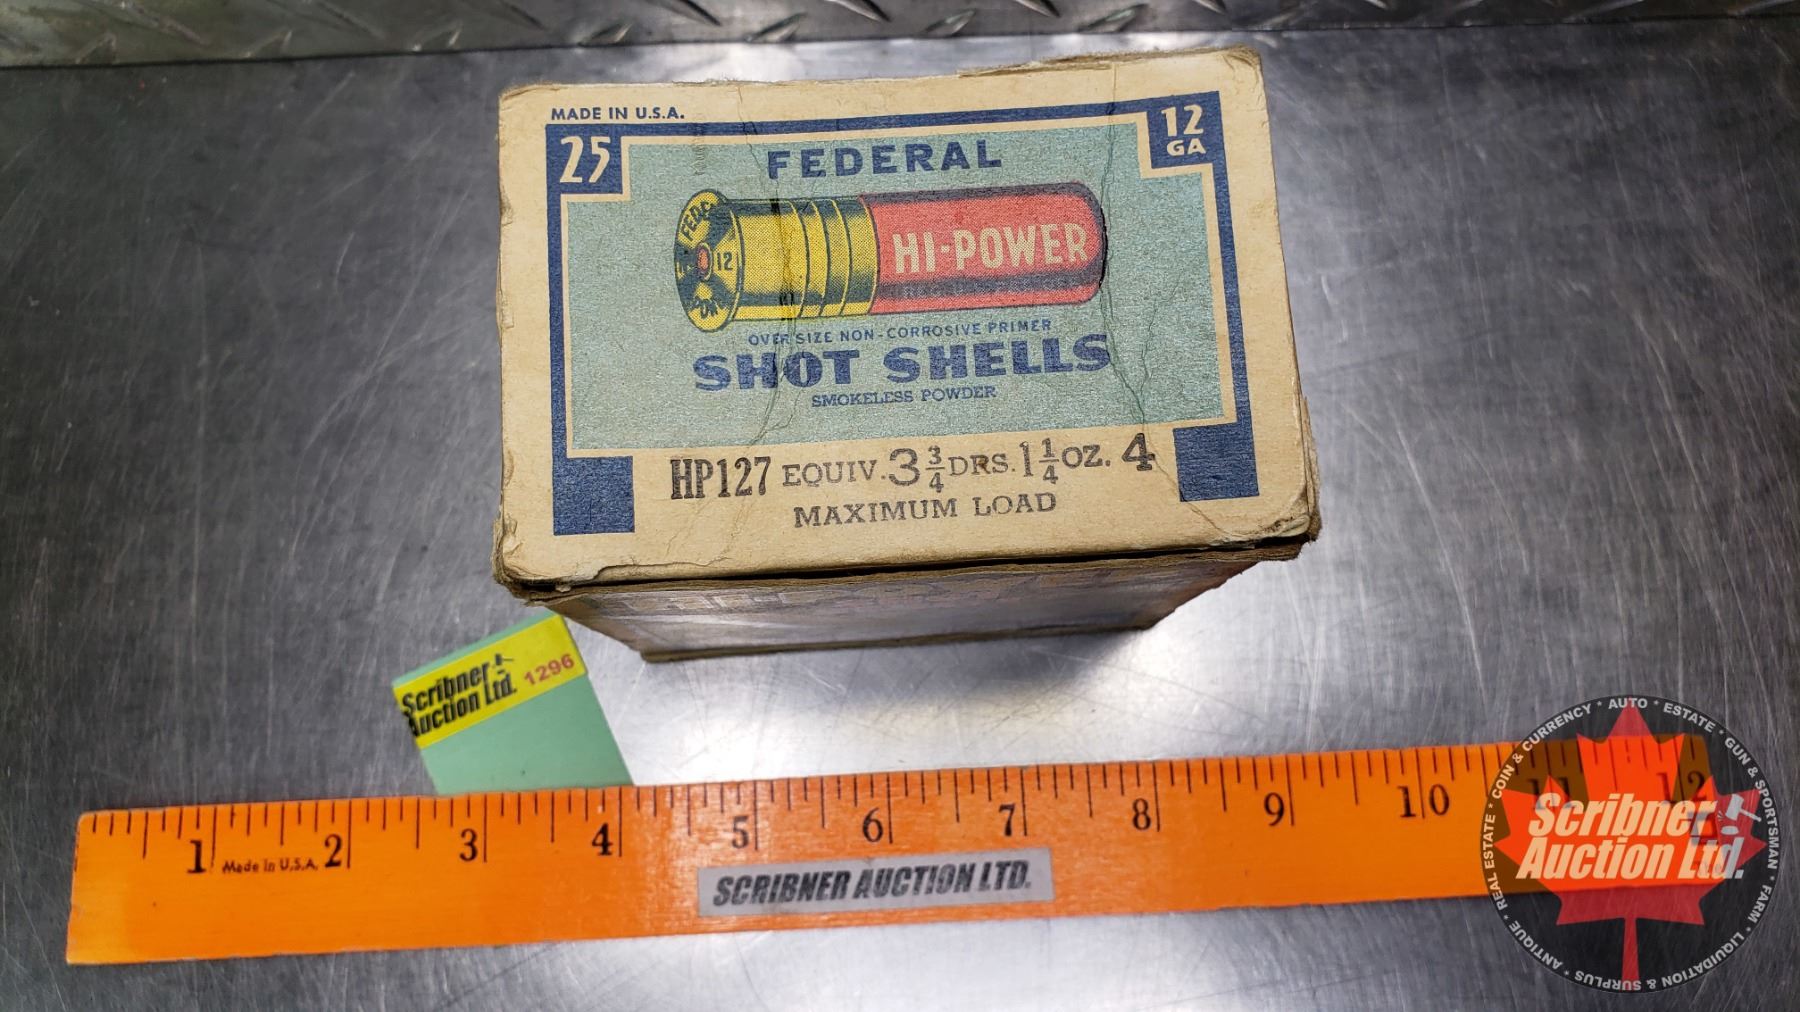 MADE IN U.S.A.
25
12
GA
FEDERAL
12
HI-POWER
OVERSIZE NON-CORROSIVE PRIMER
SHOT SHELLS
SMOKELESS POWDER
HP127 EQUIV. 3 3/4 DRS. 1 1/4 OZ. 4
MAXIMUM LOAD
Scribner
Auction Ltd.
1296
1 2 3 4 5 6 7 8 9 10 11 12
Made in U.S.A.
SCRIBNER AUCTION LTD.
COIN & CURRENCY * AUTO * ESTATE * GUN & SPORTSMAN * FARM * LIQUIDATION & SURPLUS * ANTIQUE * REAL ESTATE *
Scribner
Auction Ltd.